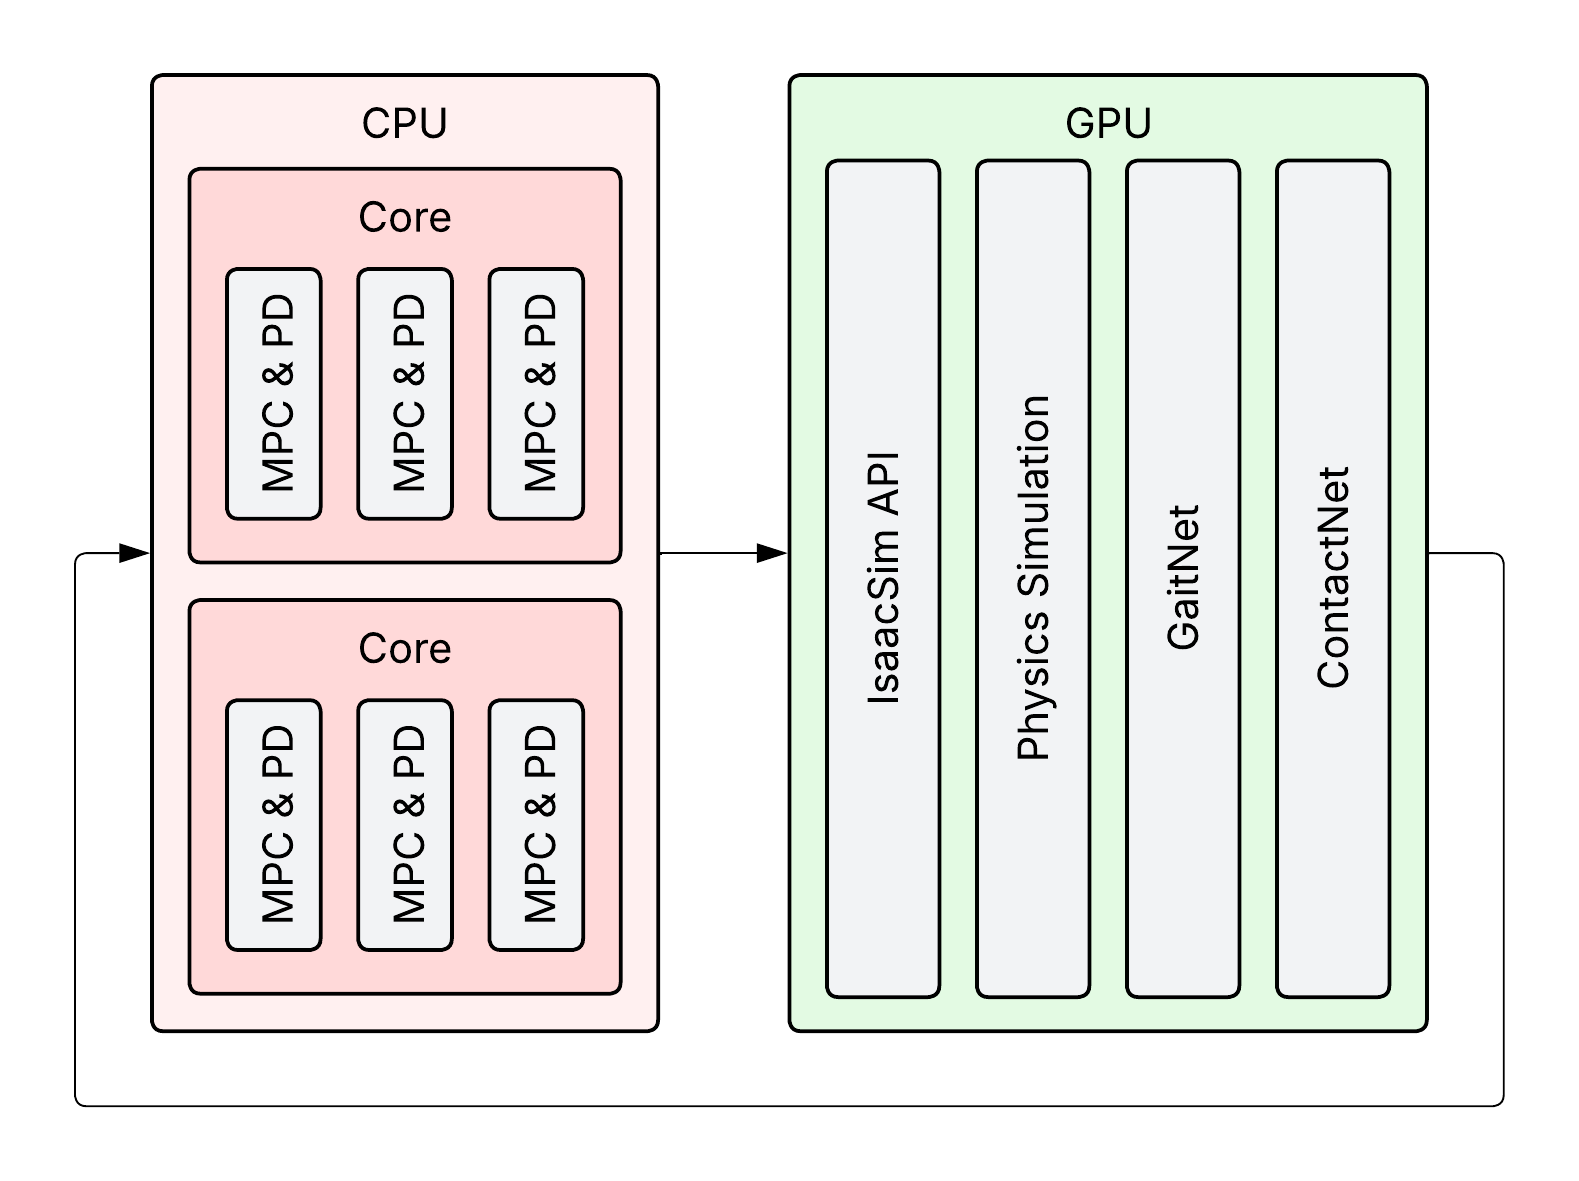 CPU
Core
MPC & PD
MPC & PD
MPC & PD
Core
MPC & PD
MPC & PD
MPC & PD
GPU
IsaacSim API
Physics Simulation
GaitNet
ContactNet